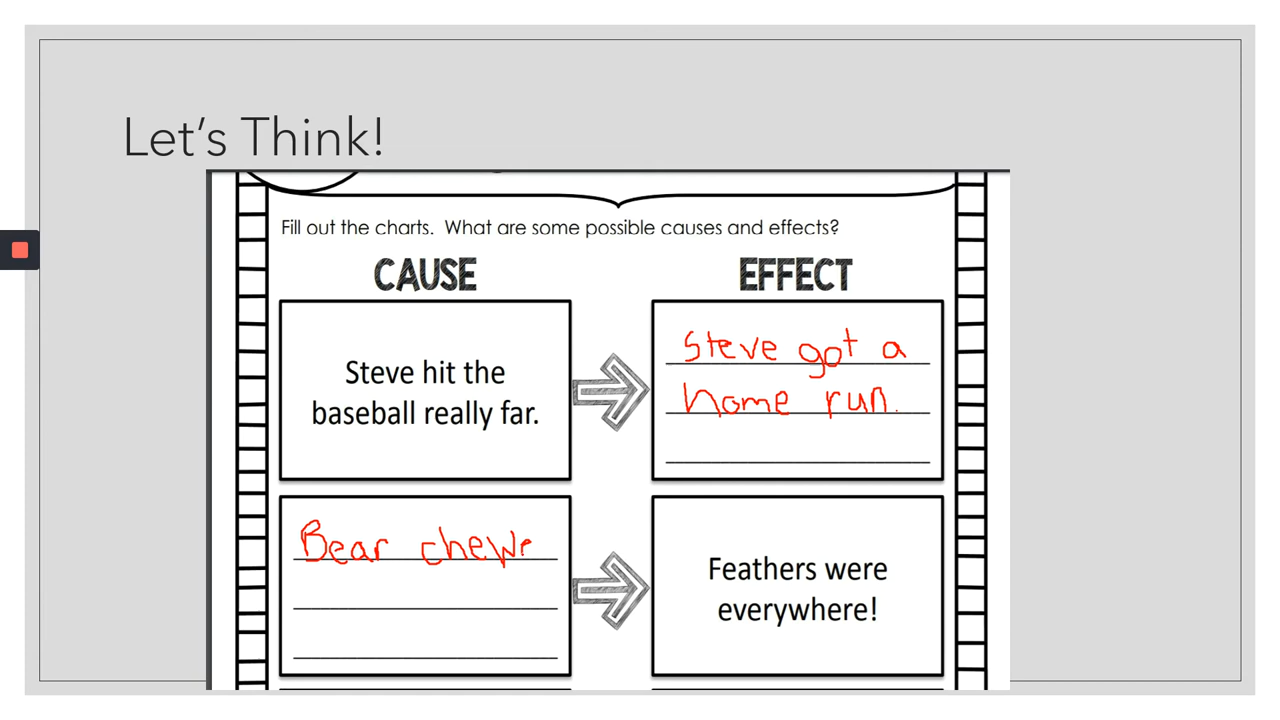 Let's Think!
Fill out the charts. What are some possible causes and effects?
CAUSE
EFFECT
Steve hit the
baseball really far.
Steve got a
home run.
Bear chewe
Feathers were
everywhere!